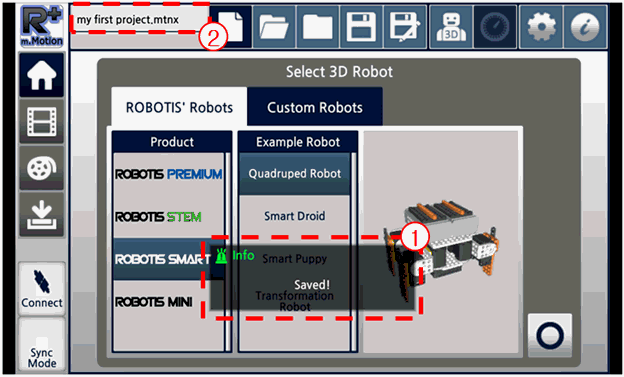 R+
m.Motion
my first project.mtnx
2
3D
i
Select 3D Robot
ROBOTIS' Robots
Custom Robots
Product
Example Robot
ROBOTIS PREMIUM
Quadruped Robot
ROBOTIS STEM
Smart Droid
1
ROBOTIS SMART
Info
Smart Puppy
Saved!
ROBOTIS MINI
Transformation
Robot
Connect
Sync
Mode